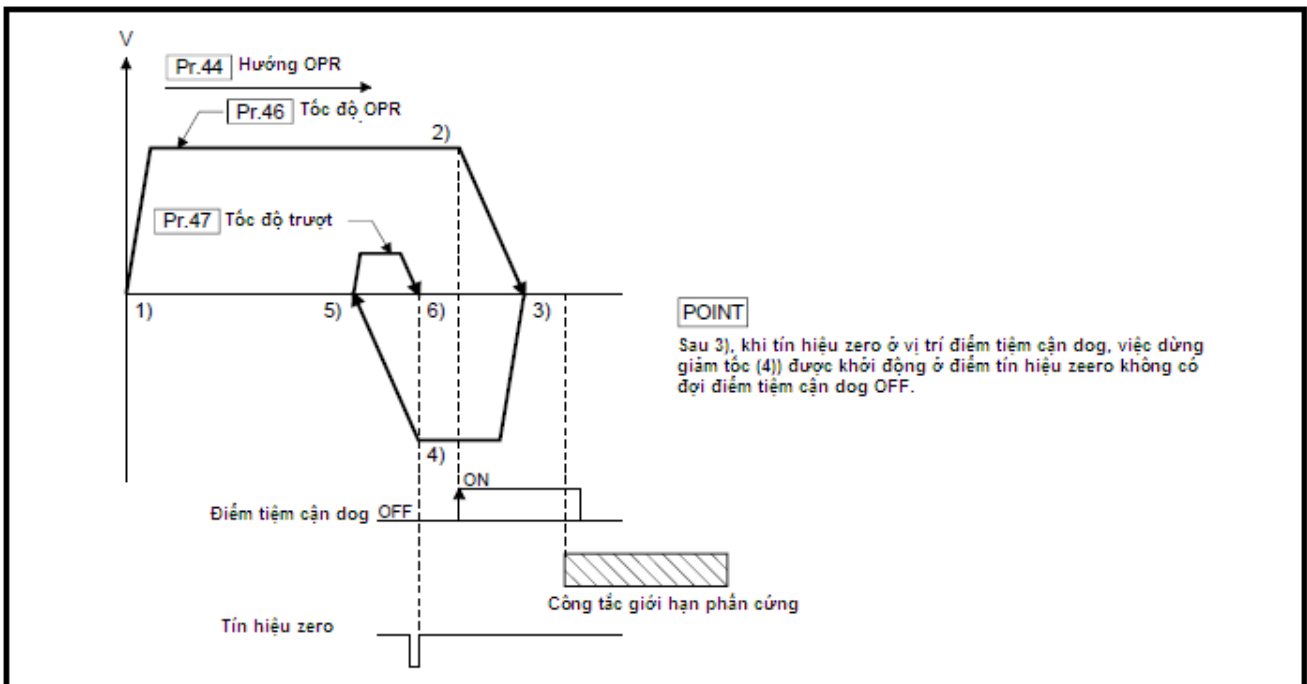 V
Pr.44 Hướng OPR
Pr.46 Tốc độ OPR
2)
Pr.47 Tốc độ trượt
1)
5)
6)
3)
POINT
Sau 3), khi tín hiệu zero ở vị trí điểm tiệm cận dog, việc dừng
giảm tốc (4)) được khởi động ở điểm tín hiệu zeero không có
đợi điểm tiệm cận dog OFF.
4)
ON
Điểm tiệm cận dog OFF
Công tắc giới hạn phần cứng
Tín hiệu zero